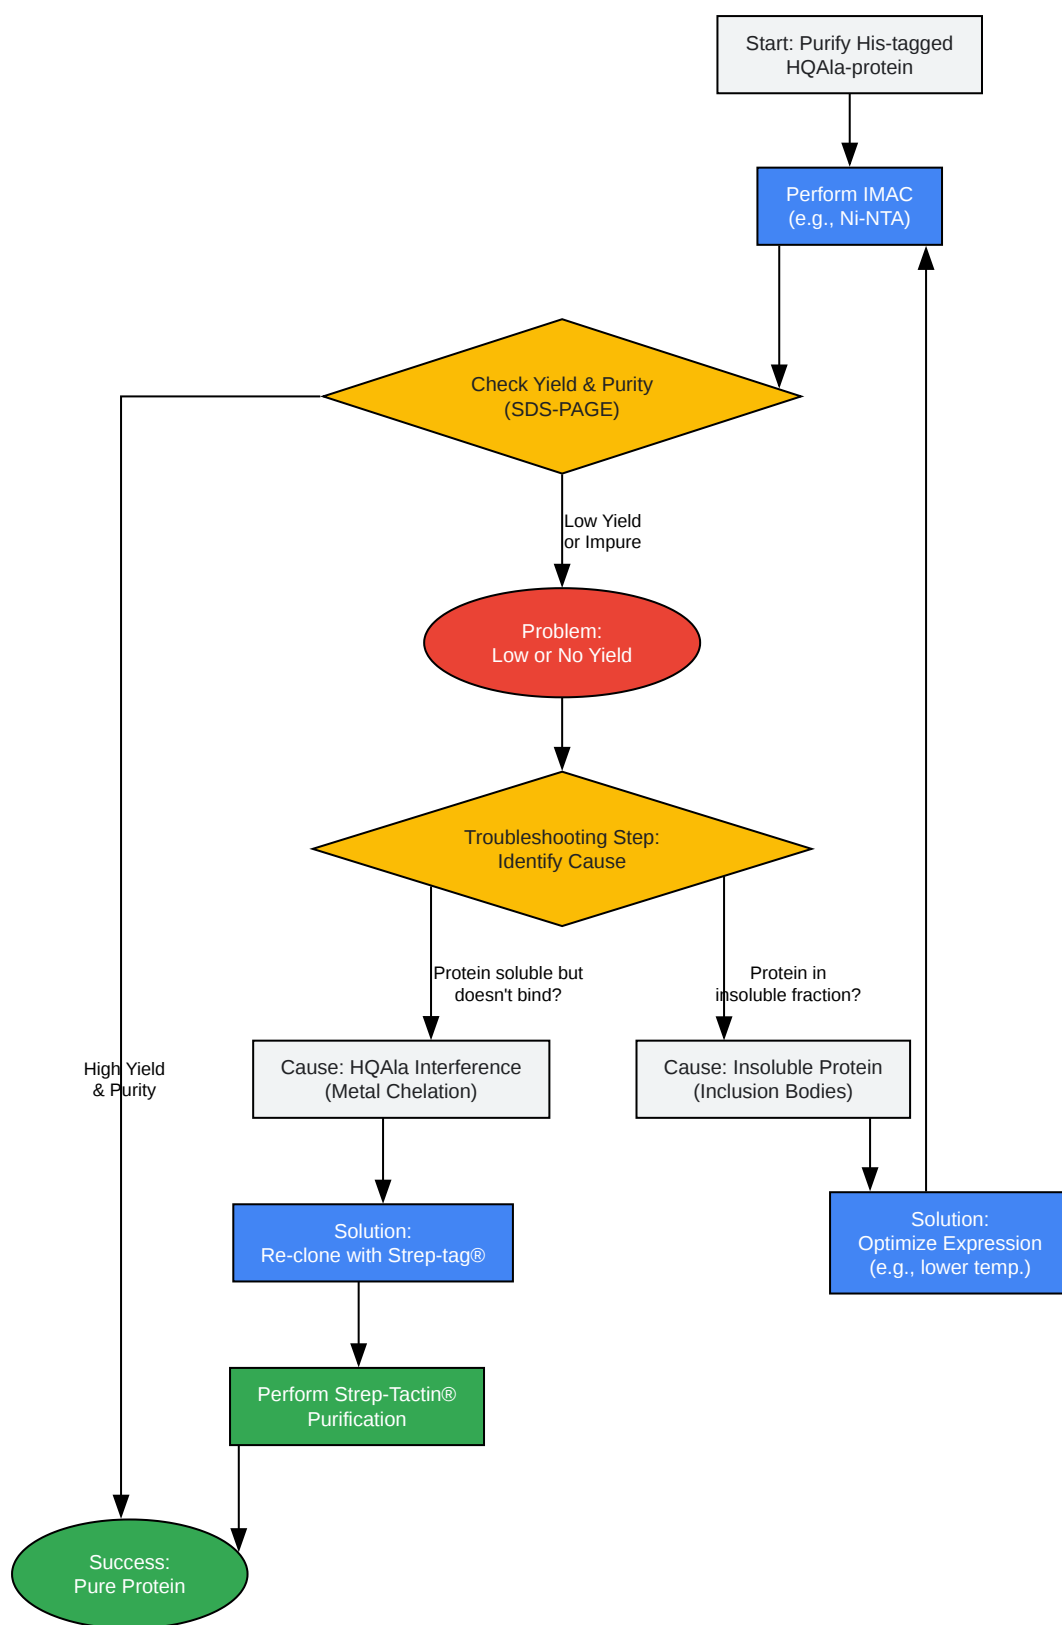 Start: Purify His-tagged
HQAla-protein
Perform IMAC
(e.g., Ni-NTA)
Check Yield & Purity
(SDS-PAGE)
Low Yield
or Impure
Problem:
Low or No Yield
Troubleshooting Step:
Identify Cause
Protein soluble but
doesn't bind?
Protein in
insoluble fraction?
High Yield
& Purity
Cause: HQAla Interference
(Metal Chelation)
Cause: Insoluble Protein
(Inclusion Bodies)
Solution:
Re-clone with Strep-tag®
Solution:
Optimize Expression
(e.g., lower temp.)
Perform Strep-Tactin®
Purification
Success:
Pure Protein